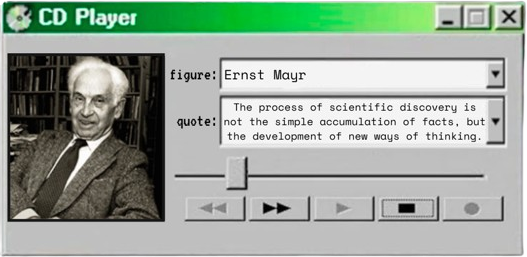 CD Player
figure: Ernst Mayr
quote: The process of scientific discovery is
not the simple accumulation of facts, but
the development of new ways of thinking.